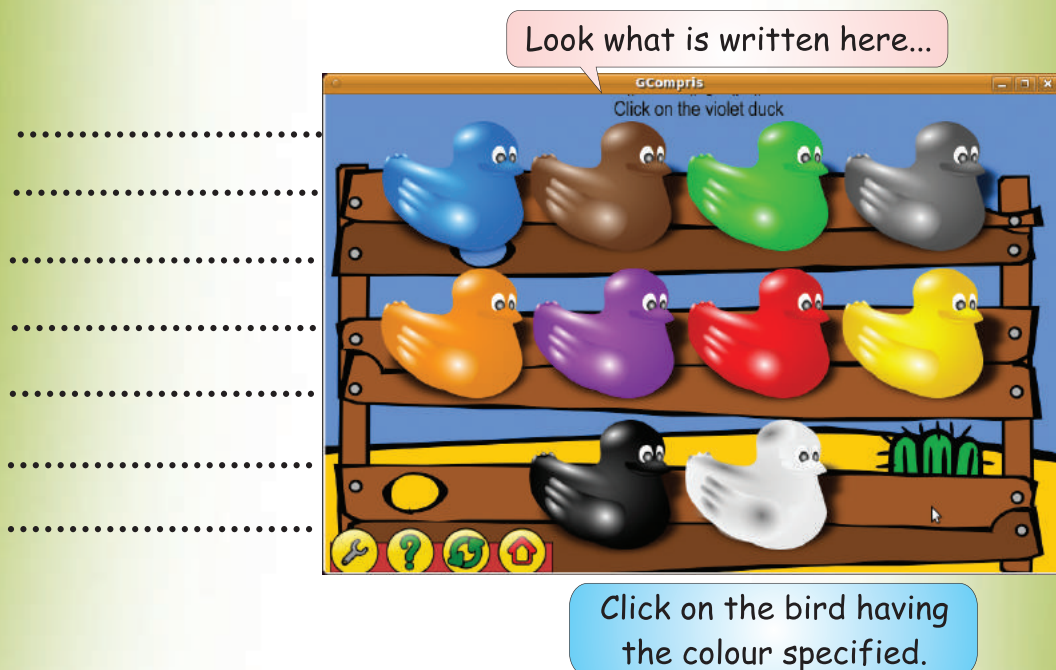 Look what is written here...
GCompris
Click on the violet duck
Click on the bird having
the colour specified.